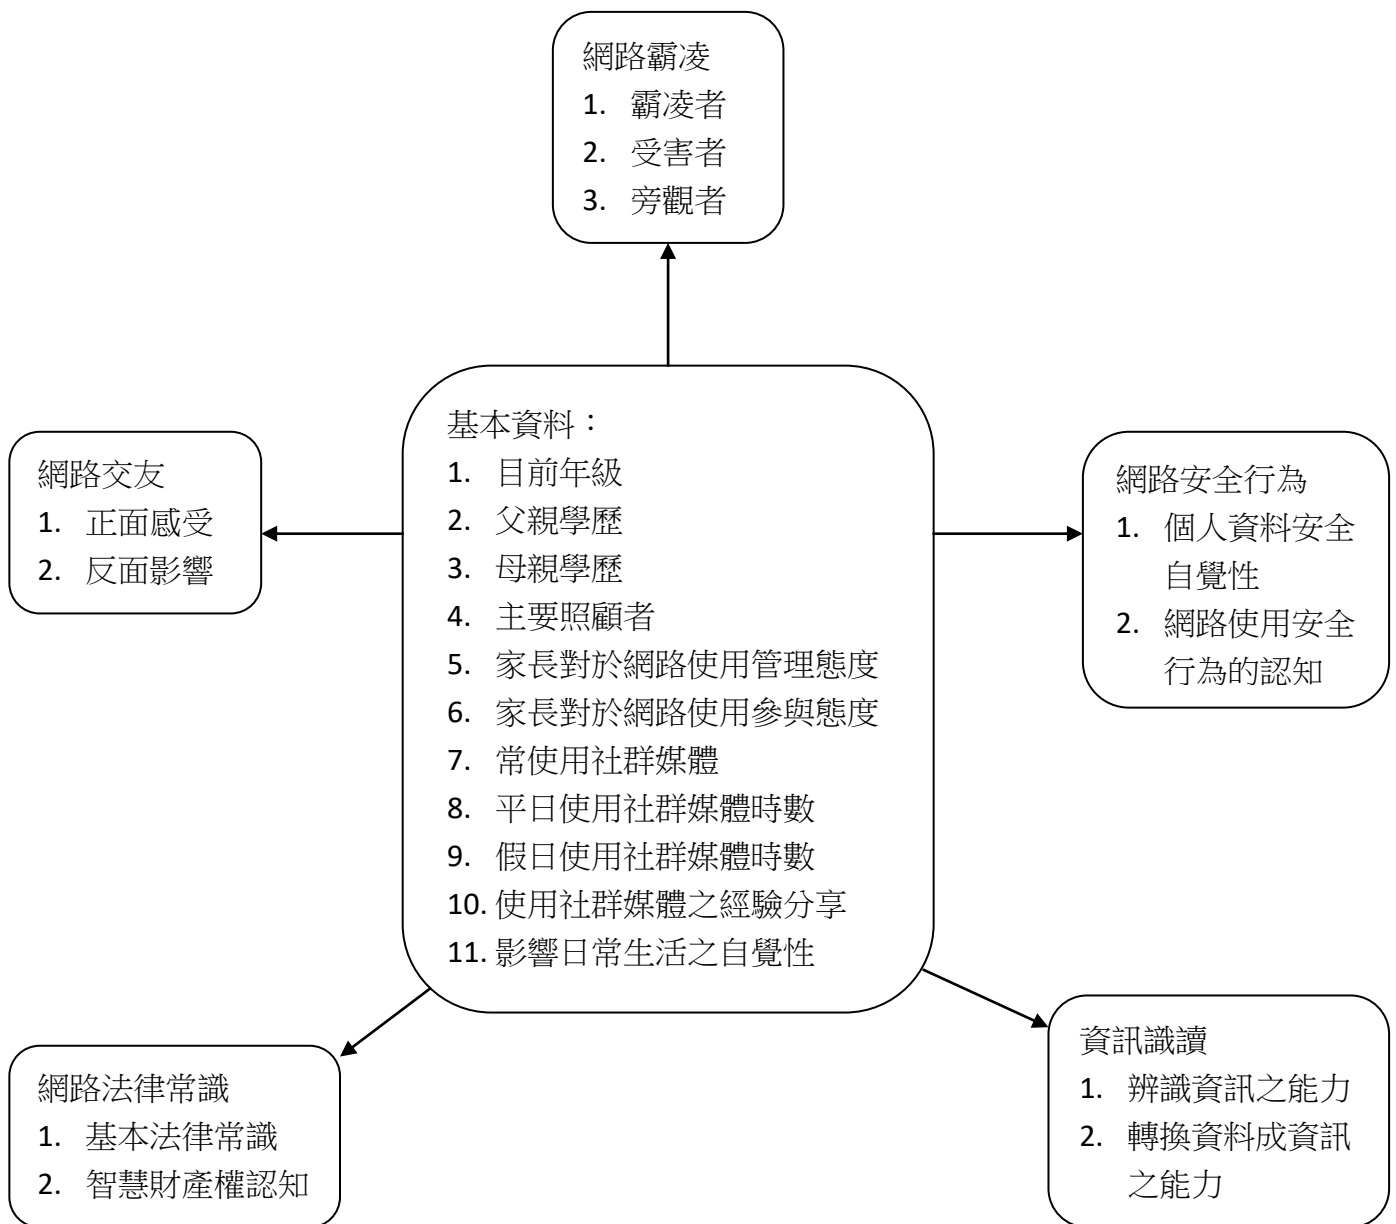 網路霸凌
1. 霸凌者
2. 受害者
3. 旁觀者
基本資料：
1. 目前年級
2. 父親學歷
3. 母親學歷
4. 主要照顧者
5. 家長對於網路使用管理態度
6. 家長對於網路使用參與態度
7. 常使用社群媒體
8. 平日使用社群媒體時數
9. 假日使用社群媒體時數
10. 使用社群媒體之經驗分享
11. 影響日常生活之自覺性
網路交友
1. 正面感受
2. 反面影響
網路安全行為
1. 個人資料安全
自覺性
2. 網路使用安全
行為的認知
網路法律常識
1. 基本法律常識
2. 智慧財產權認知
資訊識讀
1. 辨識資訊之能力
2. 轉換資料成資訊
之能力